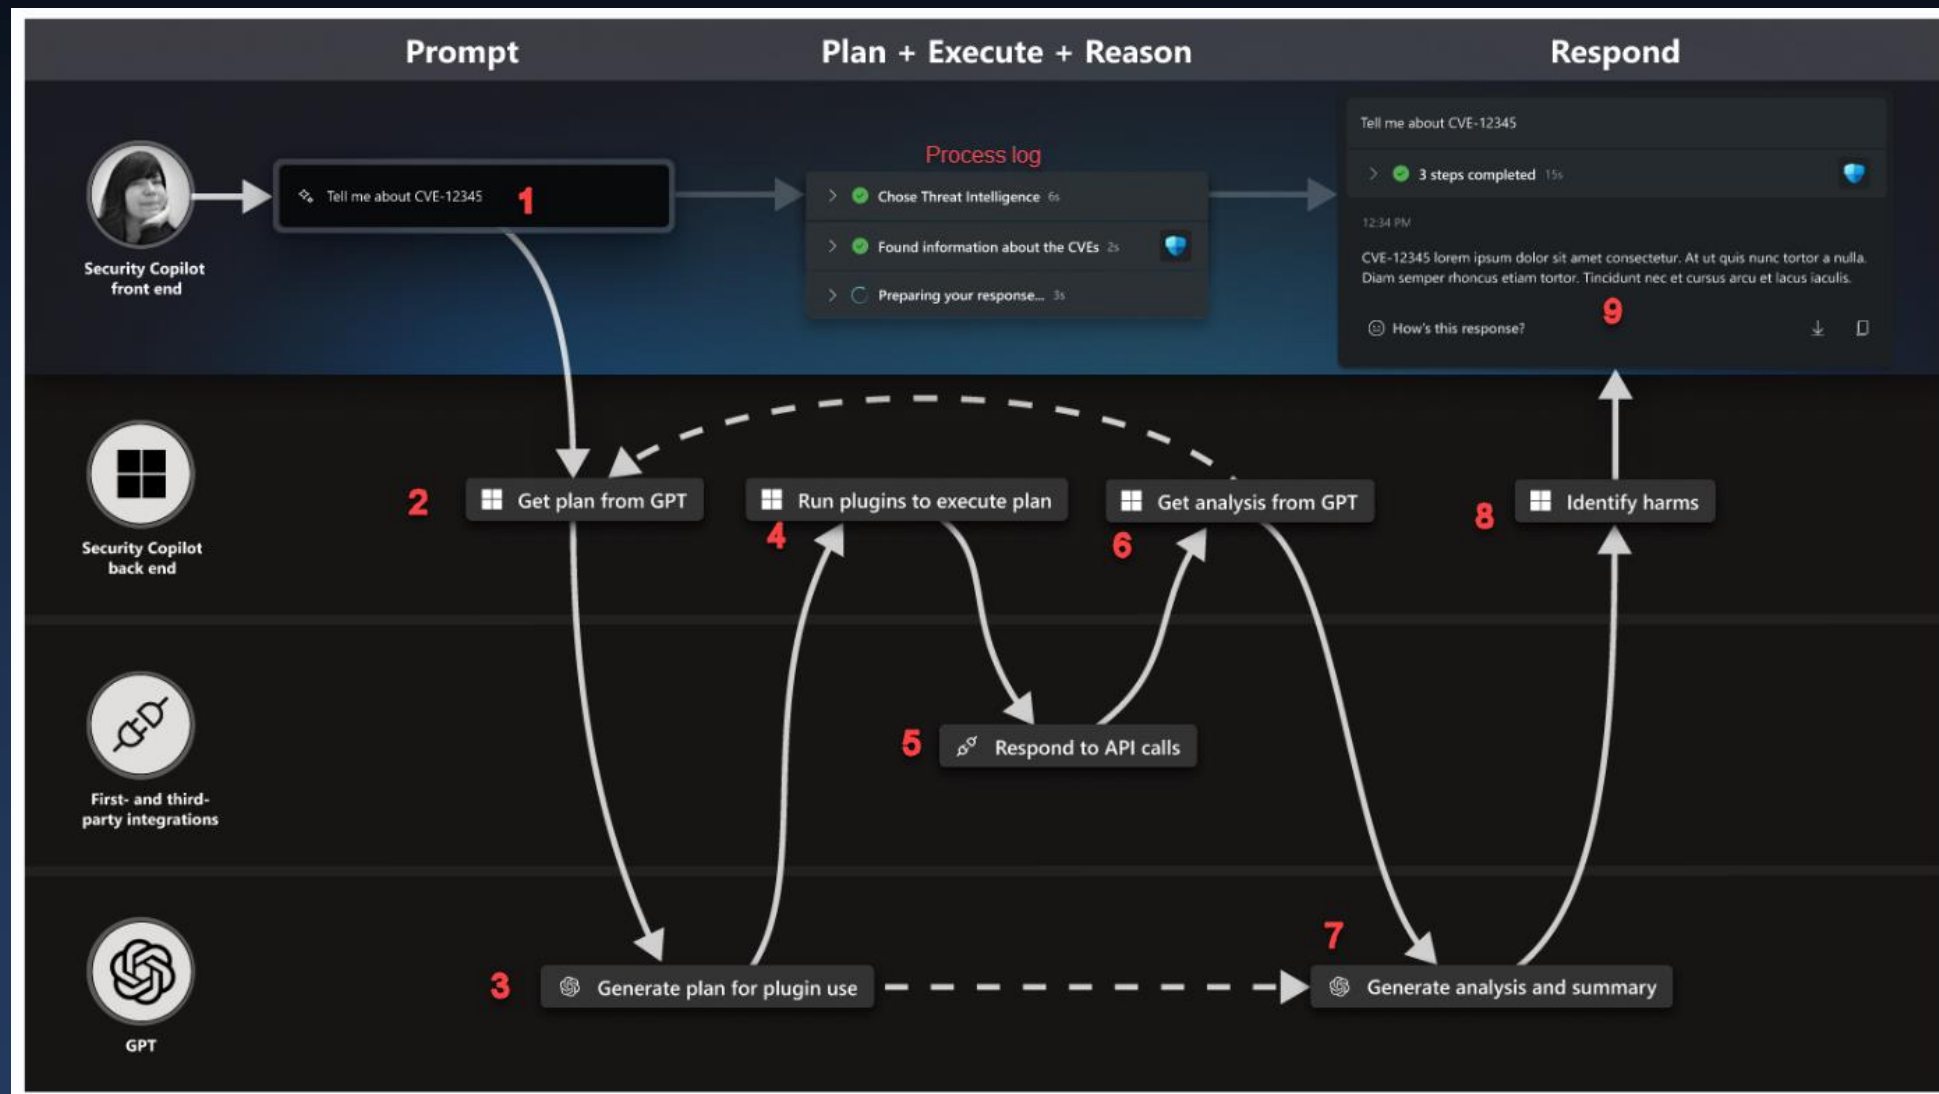 Prompt
Plan + Execute + Reason
Respond
Security Copilot
front end
Tell me about CVE-12345
1
Process log
Chose Threat Intelligence 6s
Found information about the CVEs 2s
Preparing your response... 3s
Tell me about CVE-12345
3 steps completed 15s
12:34 PM
CVE-12345 lorem ipsum dolor sit amet consectetur. At ut quis nunc tortor a nulla.
Diam semper rhoncus etiam tortor. Tincidunt nec et cursus arcu et lacus iaculis.
9
How's this response?
Security Copilot
back end
2
Get plan from GPT
Run plugins to execute plan
4
Get analysis from GPT
6
8
Identify harms
First- and third-
party integrations
5
Respond to API calls
GPT
3
Generate plan for plugin use
7
Generate analysis and summary